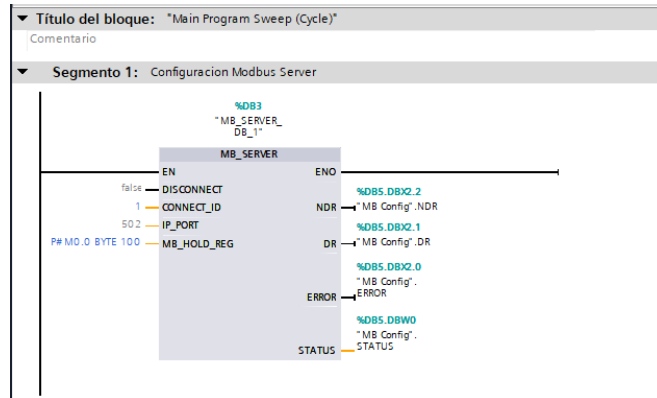 Título del bloque: "Main Program Sweep (Cycle)"
Comentario
Segmento 1: Configuracion Modbus Server
%DB3
"MB_SERVER_
DB_1"
MB_SERVER
EN ENO
false DISCONNECT
%DB5.DBX2.2
1 CONNECT_ID NDR "MB Config".NDR
502 IP_PORT
%DB5.DBX2.1
P#M0.0 BYTE 100 MB_HOLD_REG DR "MB Config".DR
%DB5.DBX2.0
"MB Config".
ERROR ERROR
%DB5.DBW0
"MB Config".
STATUS STATUS